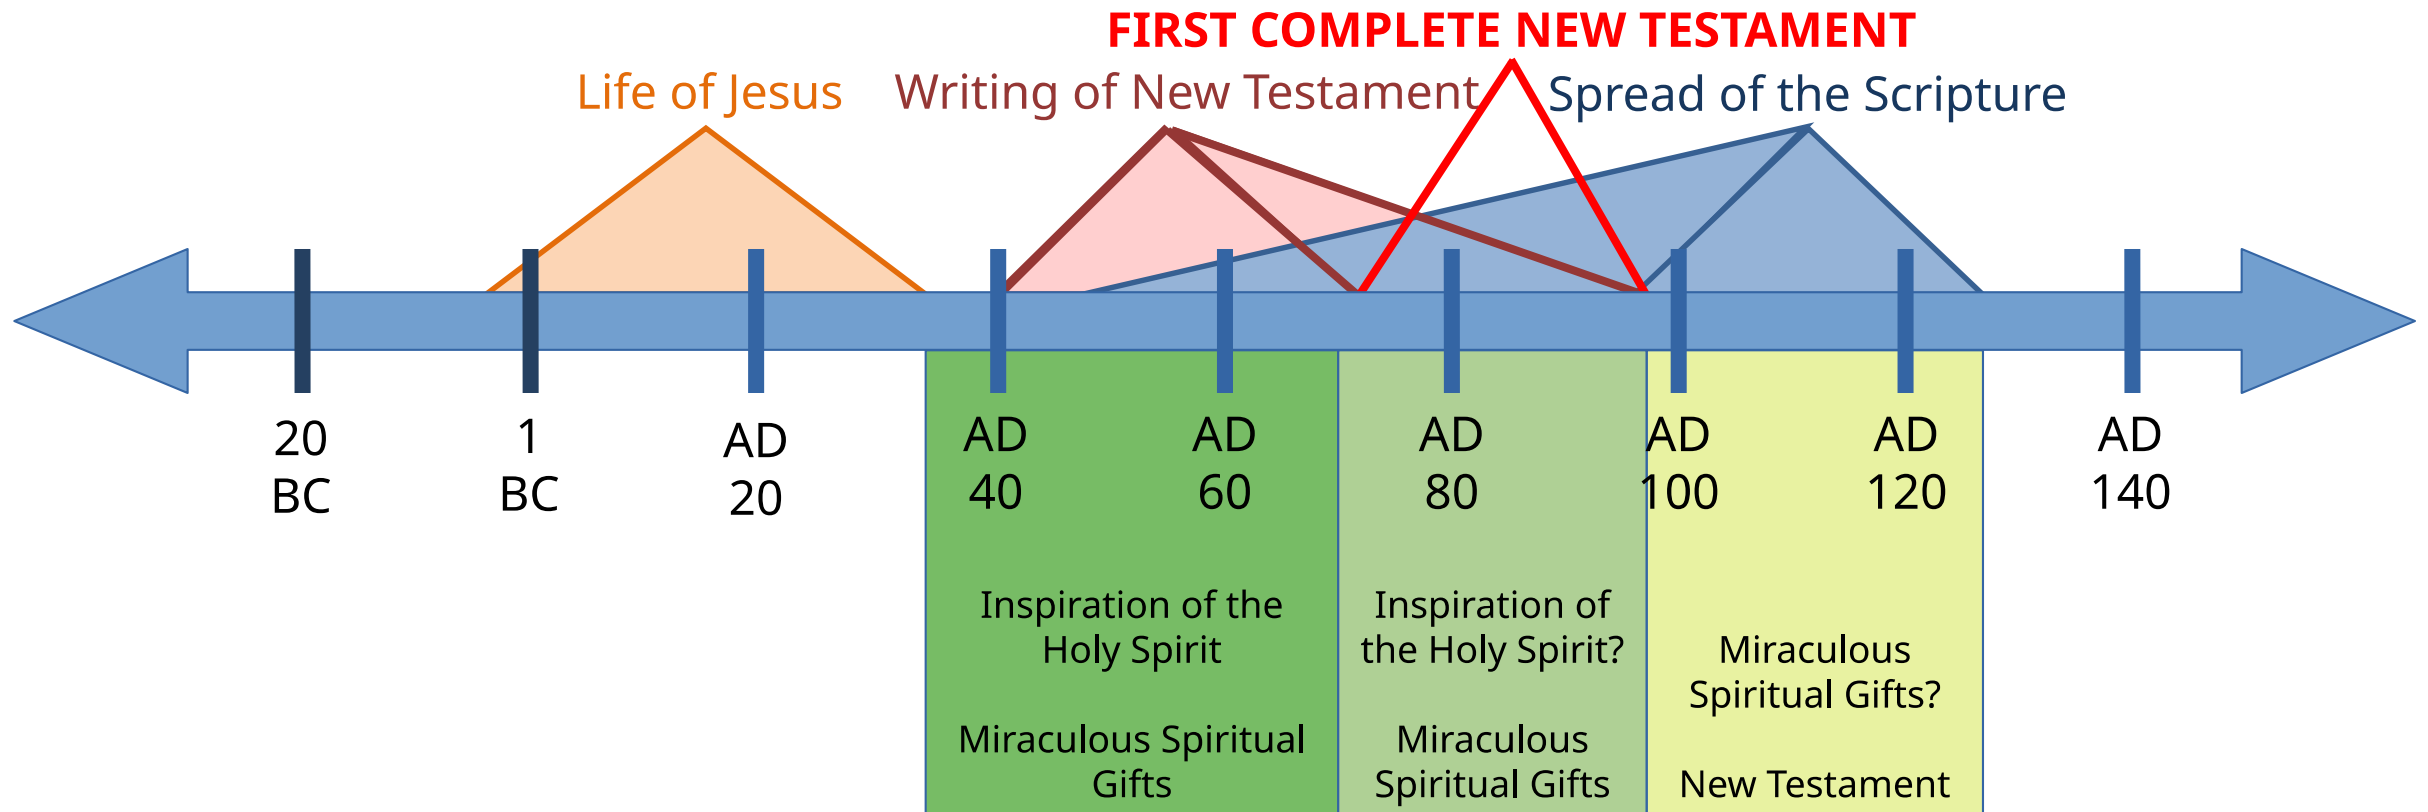 FIRST COMPLETE NEW TESTAMENT
Life of Jesus
Writing of New Testament
Spread of the Scripture
20
BC
1
BC
AD
20
AD
40
AD
60
AD
80
AD
100
AD
120
AD
140
Inspiration of the
Holy Spirit
Miraculous Spiritual
Gifts
Inspiration of
the Holy Spirit?
Miraculous
Spiritual Gifts
Miraculous
Spiritual Gifts?
New Testament